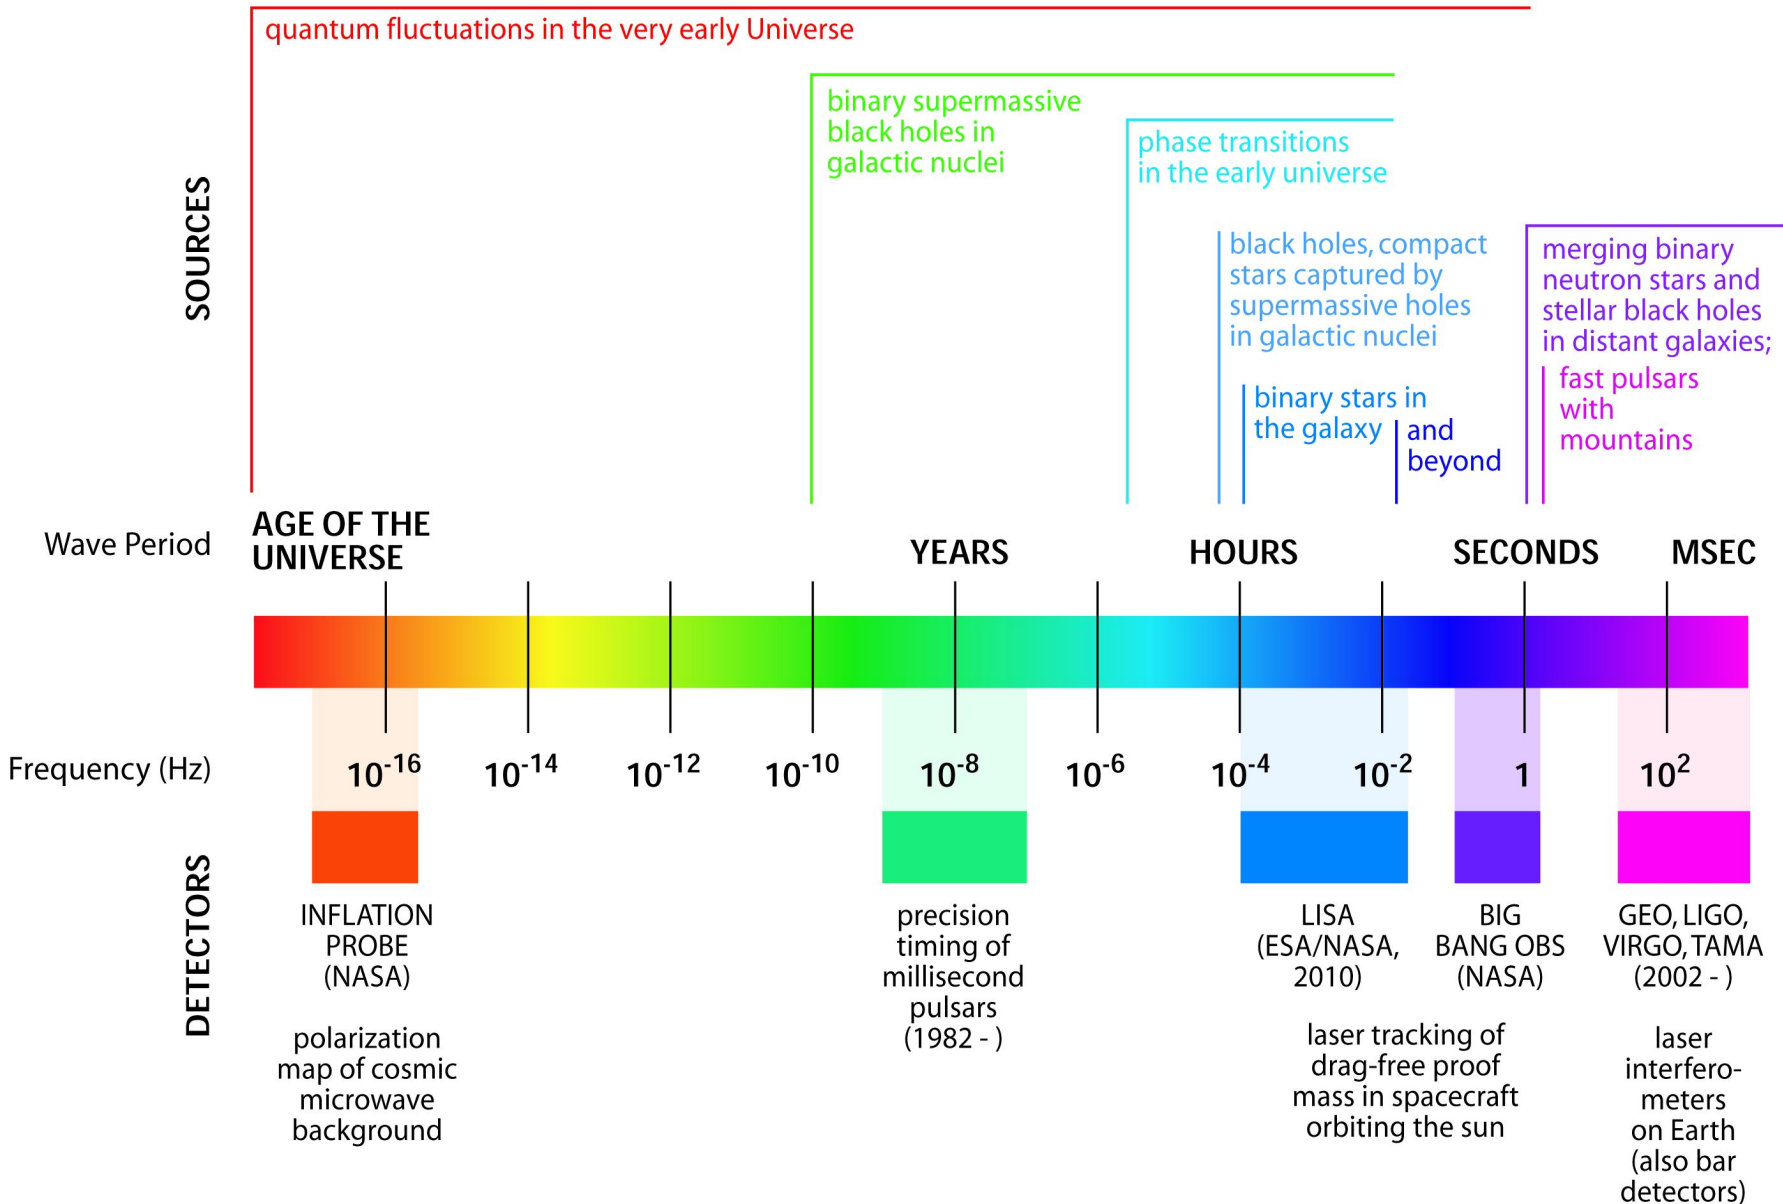 quantum fluctuations in the very early Universe
binary supermassive
black holes in
galactic nuclei
phase transitions
in the early universe
SOURCES
black holes, compact
stars captured by
supermassive holes
in galactic nuclei
merging binary
neutron stars and
stellar black holes
in distant galaxies;
binary stars in
the galaxy
and
beyond
fast pulsars
with
mountains
Wave Period
AGE OF THE
UNIVERSE
YEARS
HOURS
SECONDS
MSEC
Frequency (Hz)
10⁻¹⁶ 10⁻¹⁴ 10⁻¹² 10⁻¹⁰ 10⁻⁸ 10⁻⁶ 10⁻⁴ 10⁻² 1 10²
DETECTORS
INFLATION
PROBE
(NASA)
polarization
map of cosmic
microwave
background
precision
timing of
millisecond
pulsars
(1982 - )
LISA
(ESA/NASA,
2010)
BIG
BANG OBS
(NASA)
laser tracking of
drag-free proof
mass in spacecraft
orbiting the sun
GEO, LIGO,
VIRGO, TAMA
(2002 - )
laser
interfero-
meters
on Earth
(also bar
detectors)